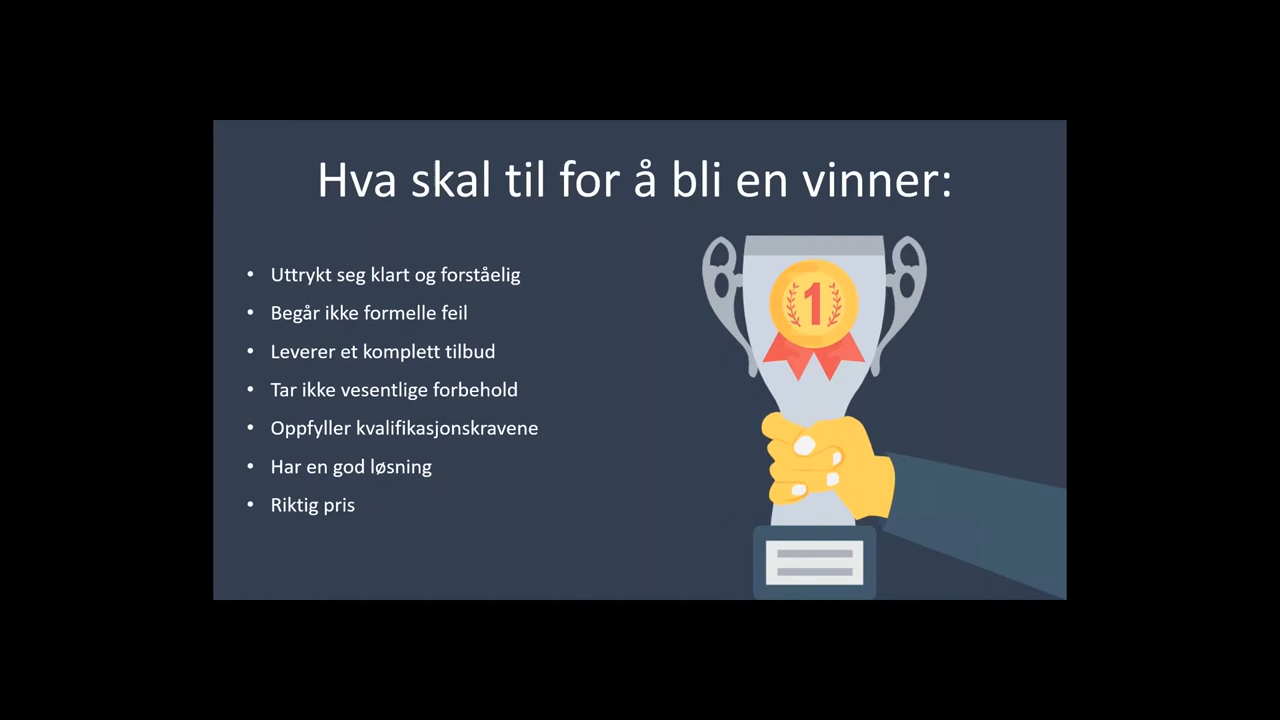 Hva skal til for å bli en vinner:
• Uttrykt seg klart og forståelig
• Begår ikke formelle feil
• Leverer et komplett tilbud
• Tar ikke vesentlige forbehold
• Oppfyller kvalifikasjonskravene
• Har en god løsning
• Riktig pris
1